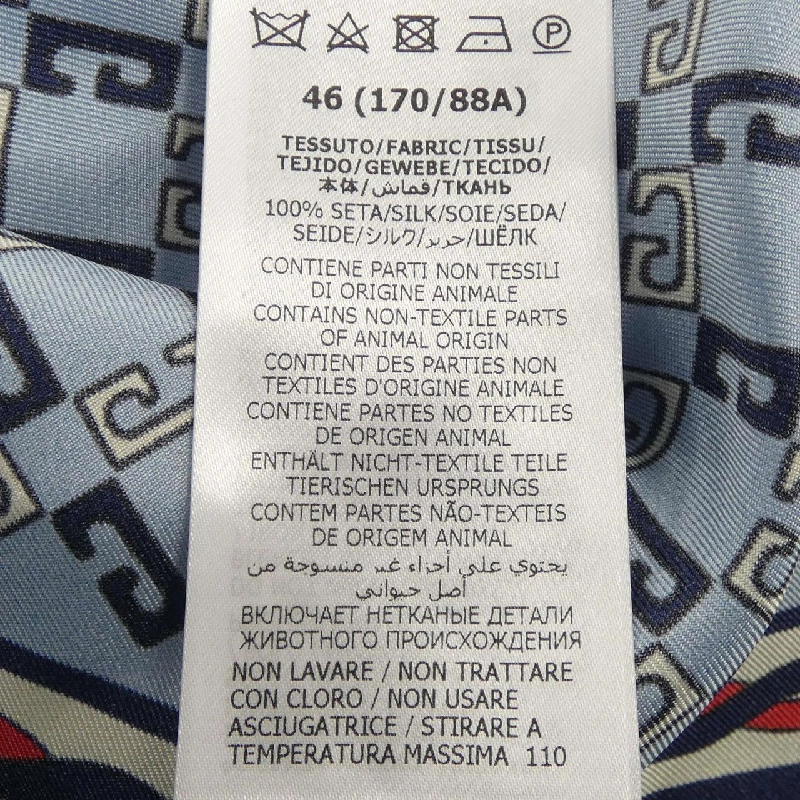 P
46 (170/88A)
TESSUTO/FABRIC/TISSU/
TEJIDO/GEWEBE/TECIDO/
本体/قماش/ТКАНЬ
100% SETA/SILK/SOIE/SEDA/
SEIDE/シルク/حرير/ШЁЛК
CONTIENE PARTI NON TESSILI
DI ORIGINE ANIMALE
CONTAINS NON-TEXTILE PARTS
OF ANIMAL ORIGIN
CONTIENT DES PARTIES NON
TEXTILES D'ORIGINE ANIMALE
CONTIENE PARTES NO TEXTILES
DE ORIGEN ANIMAL
ENTHÄLT NICHT-TEXTILE TEILE
TIERISCHEN URSPRUNGS
CONTEM PARTES NÃO-TEXTEIS
DE ORIGEM ANIMAL
يحتوي على أجزاء غير منسوجة من
أصل حيواني
ВКЛЮЧАЕТ НЕТКАНЫЕ ДЕТАЛИ
ЖИВОТНОГО ПРОИСХОЖДЕНИЯ
NON LAVARE / NON TRATTARE
CON CLORO / NON USARE
ASCIUGATRICE / STIRARE A
TEMPERATURA MASSIMA 110